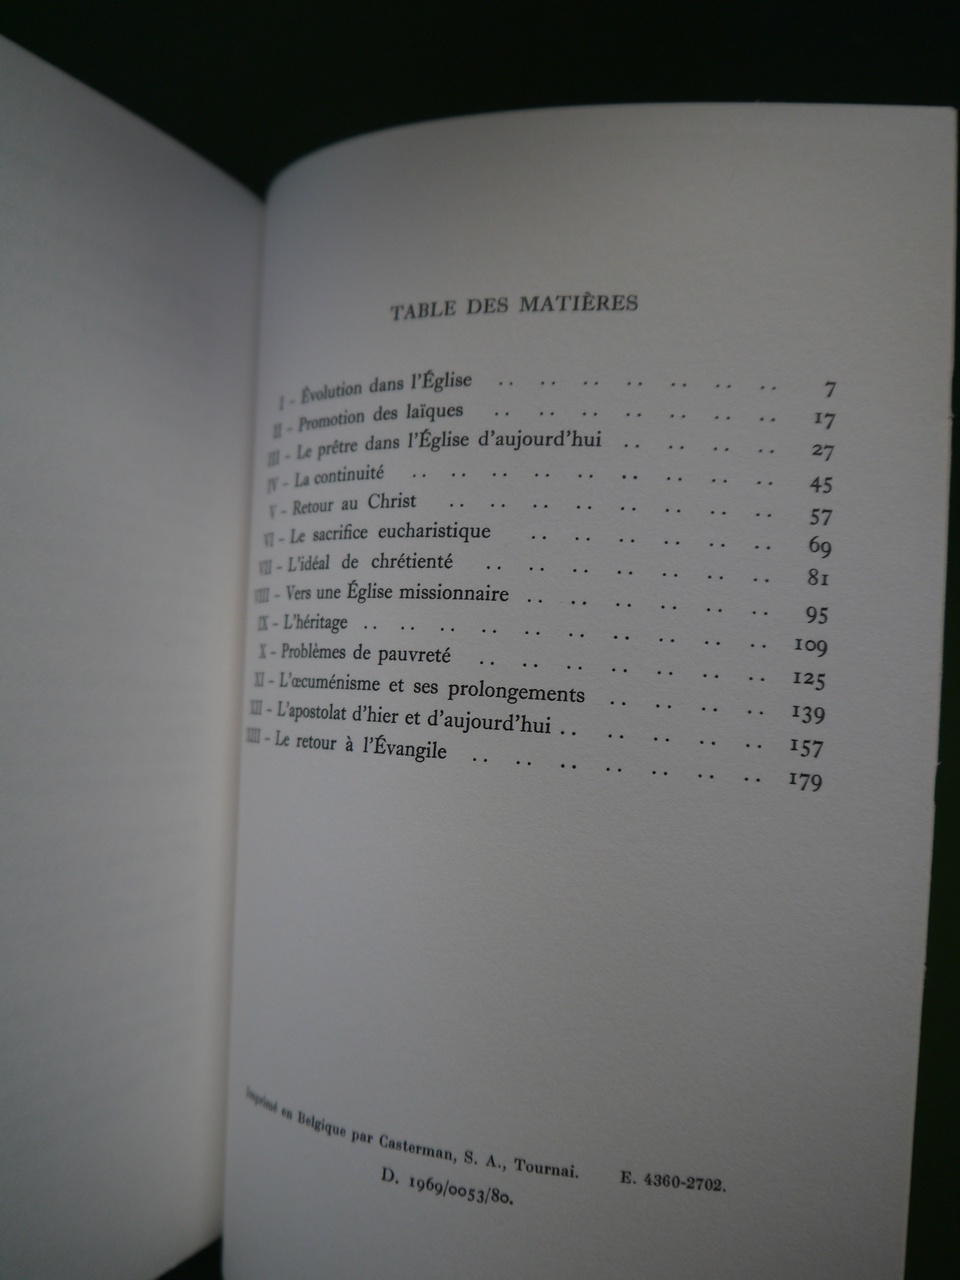 TABLE DES MATIÈRES
I - Évolution dans l'Église .. .. .. .. .. .. .. 7
II - Promotion des laïques .. .. .. .. .. .. .. 17
III - Le prêtre dans l'Église d'aujourd'hui .. .. .. .. 27
IV - La continuité .. .. .. .. .. .. .. .. .. 45
V - Retour au Christ .. .. .. .. .. .. .. .. 57
VI - Le sacrifice eucharistique .. .. .. .. .. .. 69
VII - L'idéal de chrétienté .. .. .. .. .. .. .. 81
VIII - Vers une Église missionnaire .. .. .. .. .. .. 95
IX - L'héritage .. .. .. .. .. .. .. .. .. .. 109
X - Problèmes de pauvreté .. .. .. .. .. .. .. 125
XI - L'œcuménisme et ses prolongements .. .. .. .. 139
XII - L'apostolat d'hier et d'aujourd'hui .. .. .. .. .. 157
XIII - Le retour à l'Évangile .. .. .. .. .. .. .. 179
Imprimé en Belgique par Casterman, S. A., Tournai. E. 4360-2702.
D. 1969/0053/80.